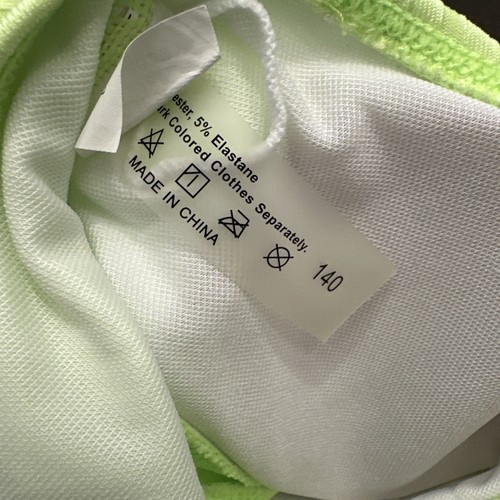 ester, 5% Elastane
rk Colored Clothes Separately.
MADE IN CHINA
140